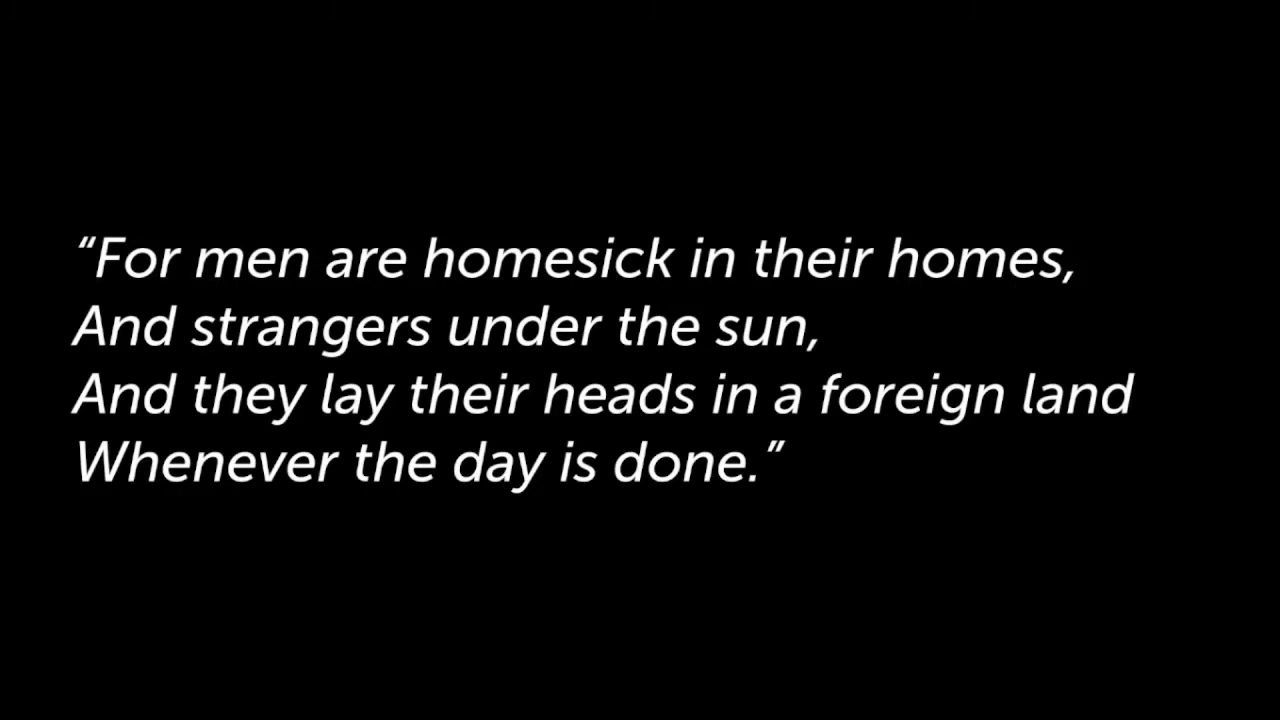 “For men are homesick in their homes,
And strangers under the sun,
And they lay their heads in a foreign land
Whenever the day is done.”